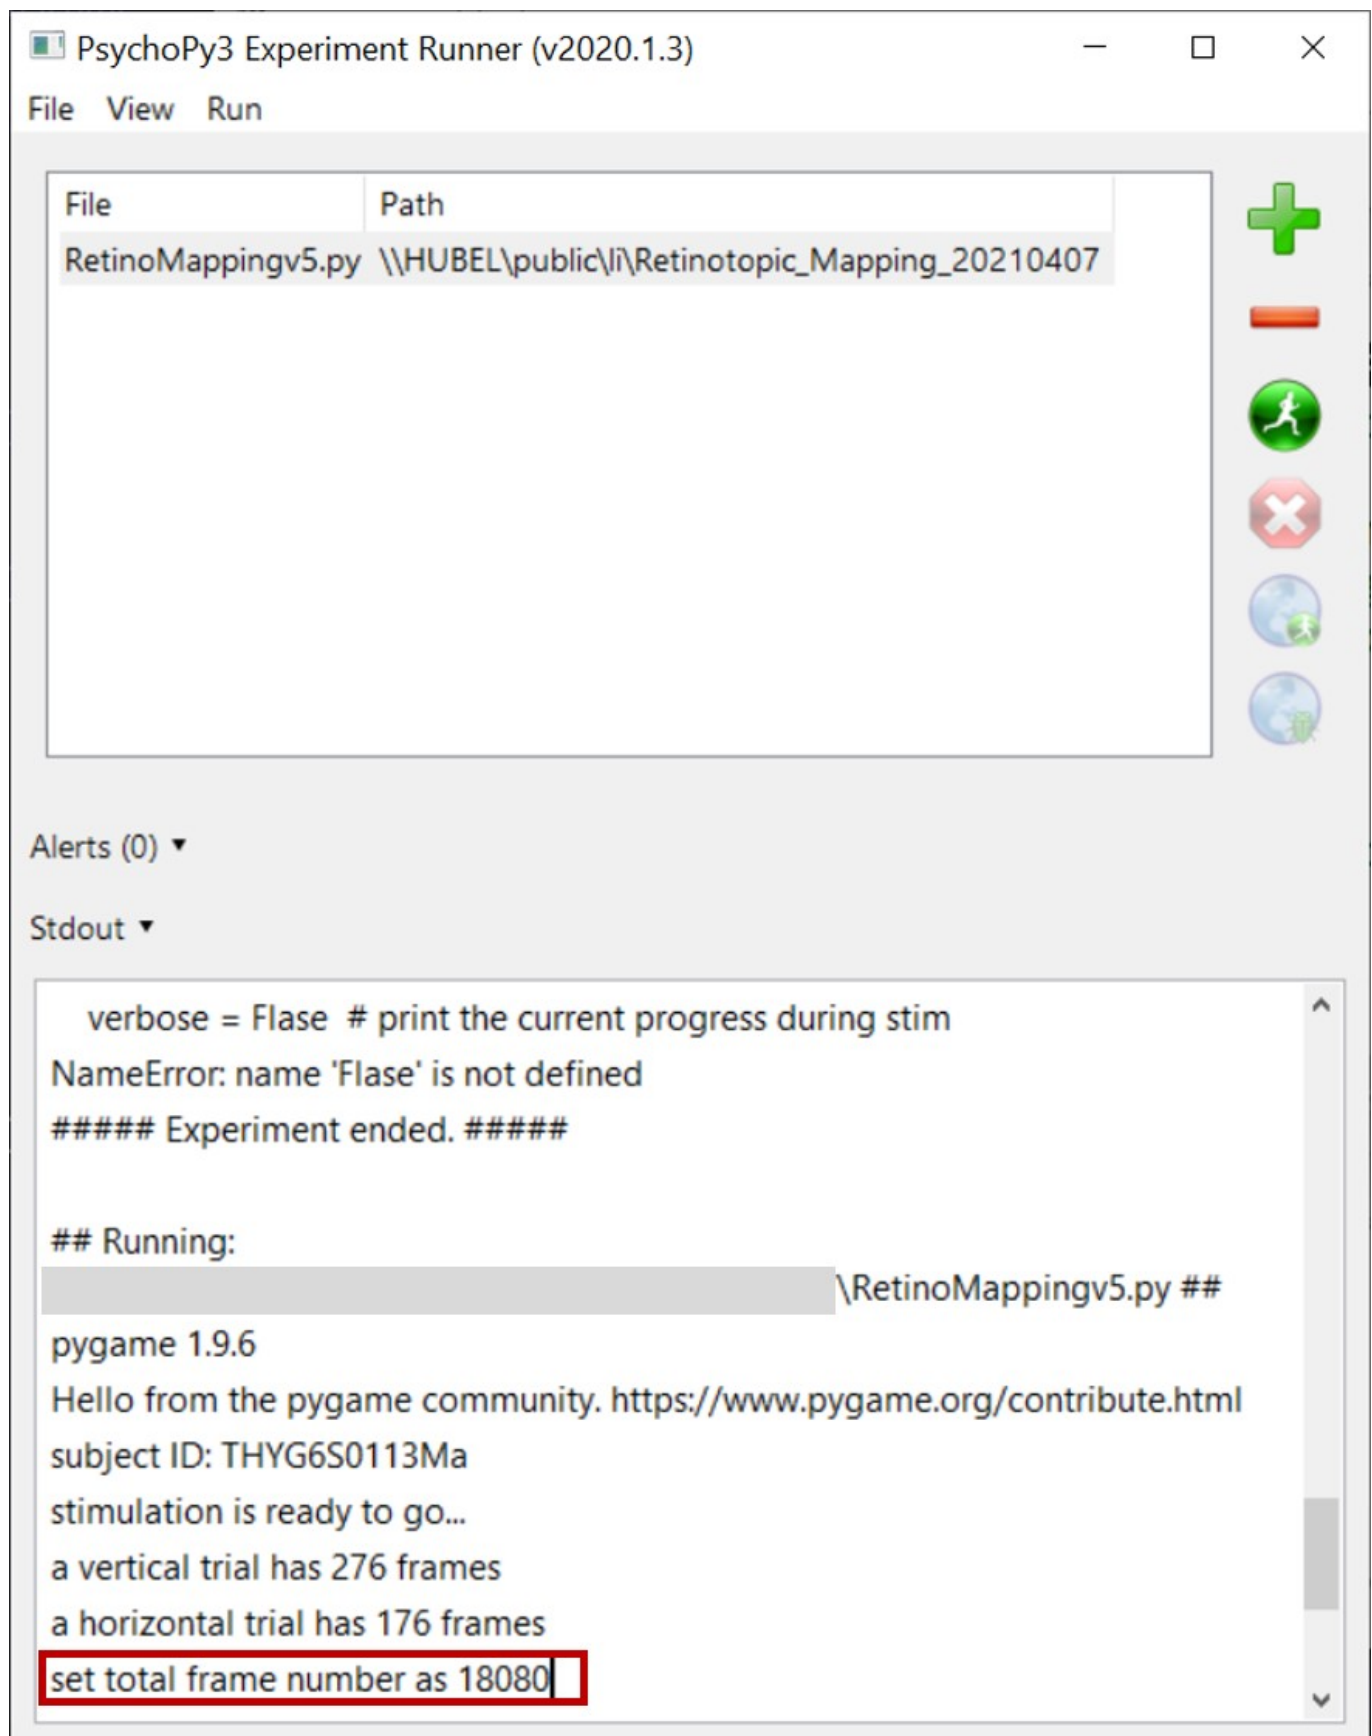 PsychoPy3 Experiment Runner (v2020.1.3)
File View Run
File Path
RetinoMappingv5.py \\HUBEL\public\li\Retinotopic_Mapping_20210407
Alerts (0)
Stdout
verbose = Flase # print the current progress during stim
NameError: name 'Flase' is not defined
##### Experiment ended. #####
## Running:
\RetinoMappingv5.py ##
pygame 1.9.6
Hello from the pygame community. https://www.pygame.org/contribute.html
subject ID: THYG6S0113Ma
stimulation is ready to go...
a vertical trial has 276 frames
a horizontal trial has 176 frames
set total frame number as 18080